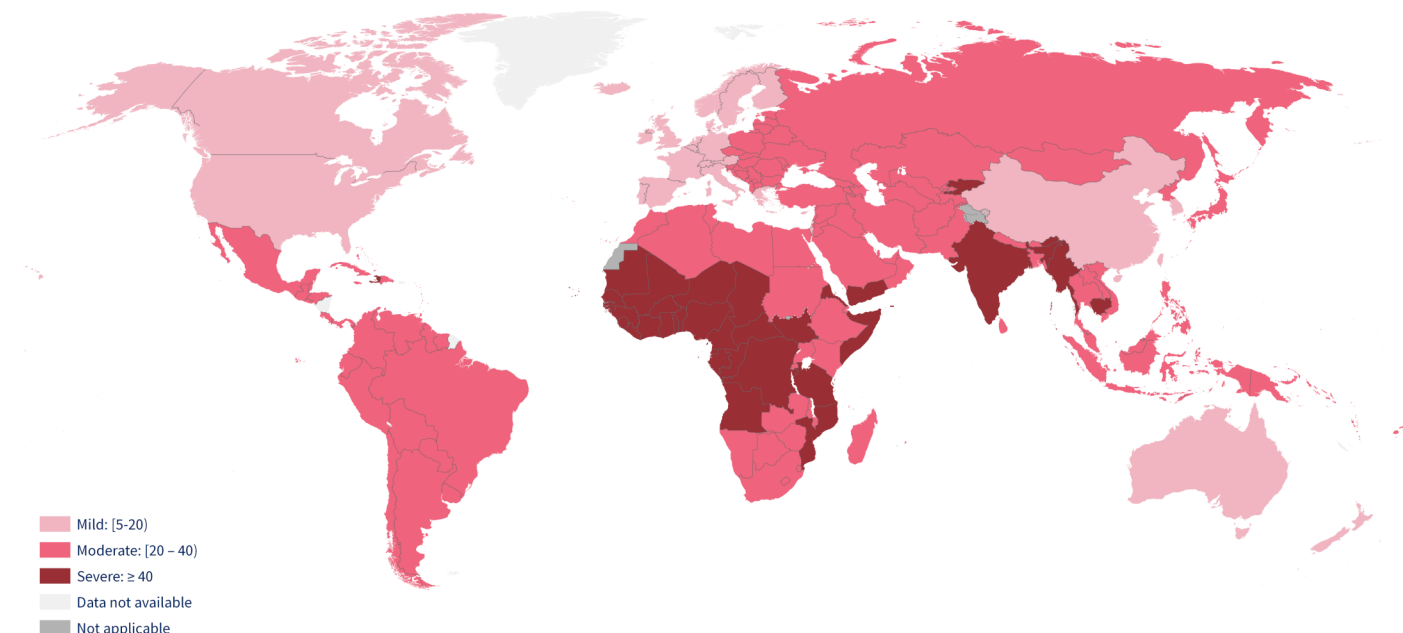 Mild: [5-20)
Moderate: [20 – 40)
Severe: ≥ 40
Data not available
Not applicable